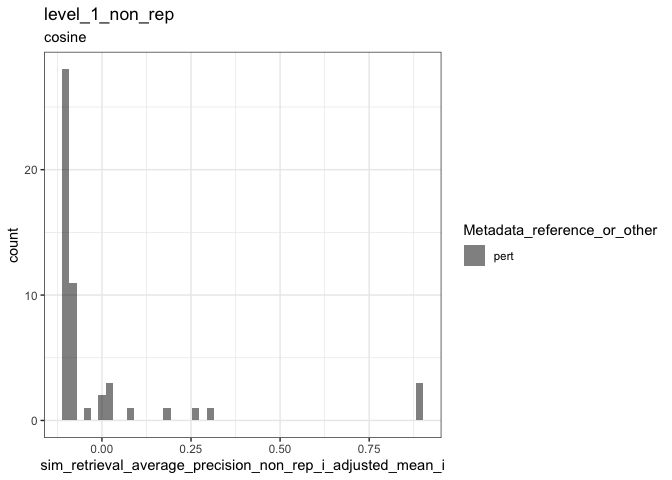 level_1_non_rep
cosine
20
10
0
count
0.00 0.25 0.50 0.75
sim_retrieval_average_precision_non_rep_i_adjusted_mean_i
Metadata_reference_or_other
pert